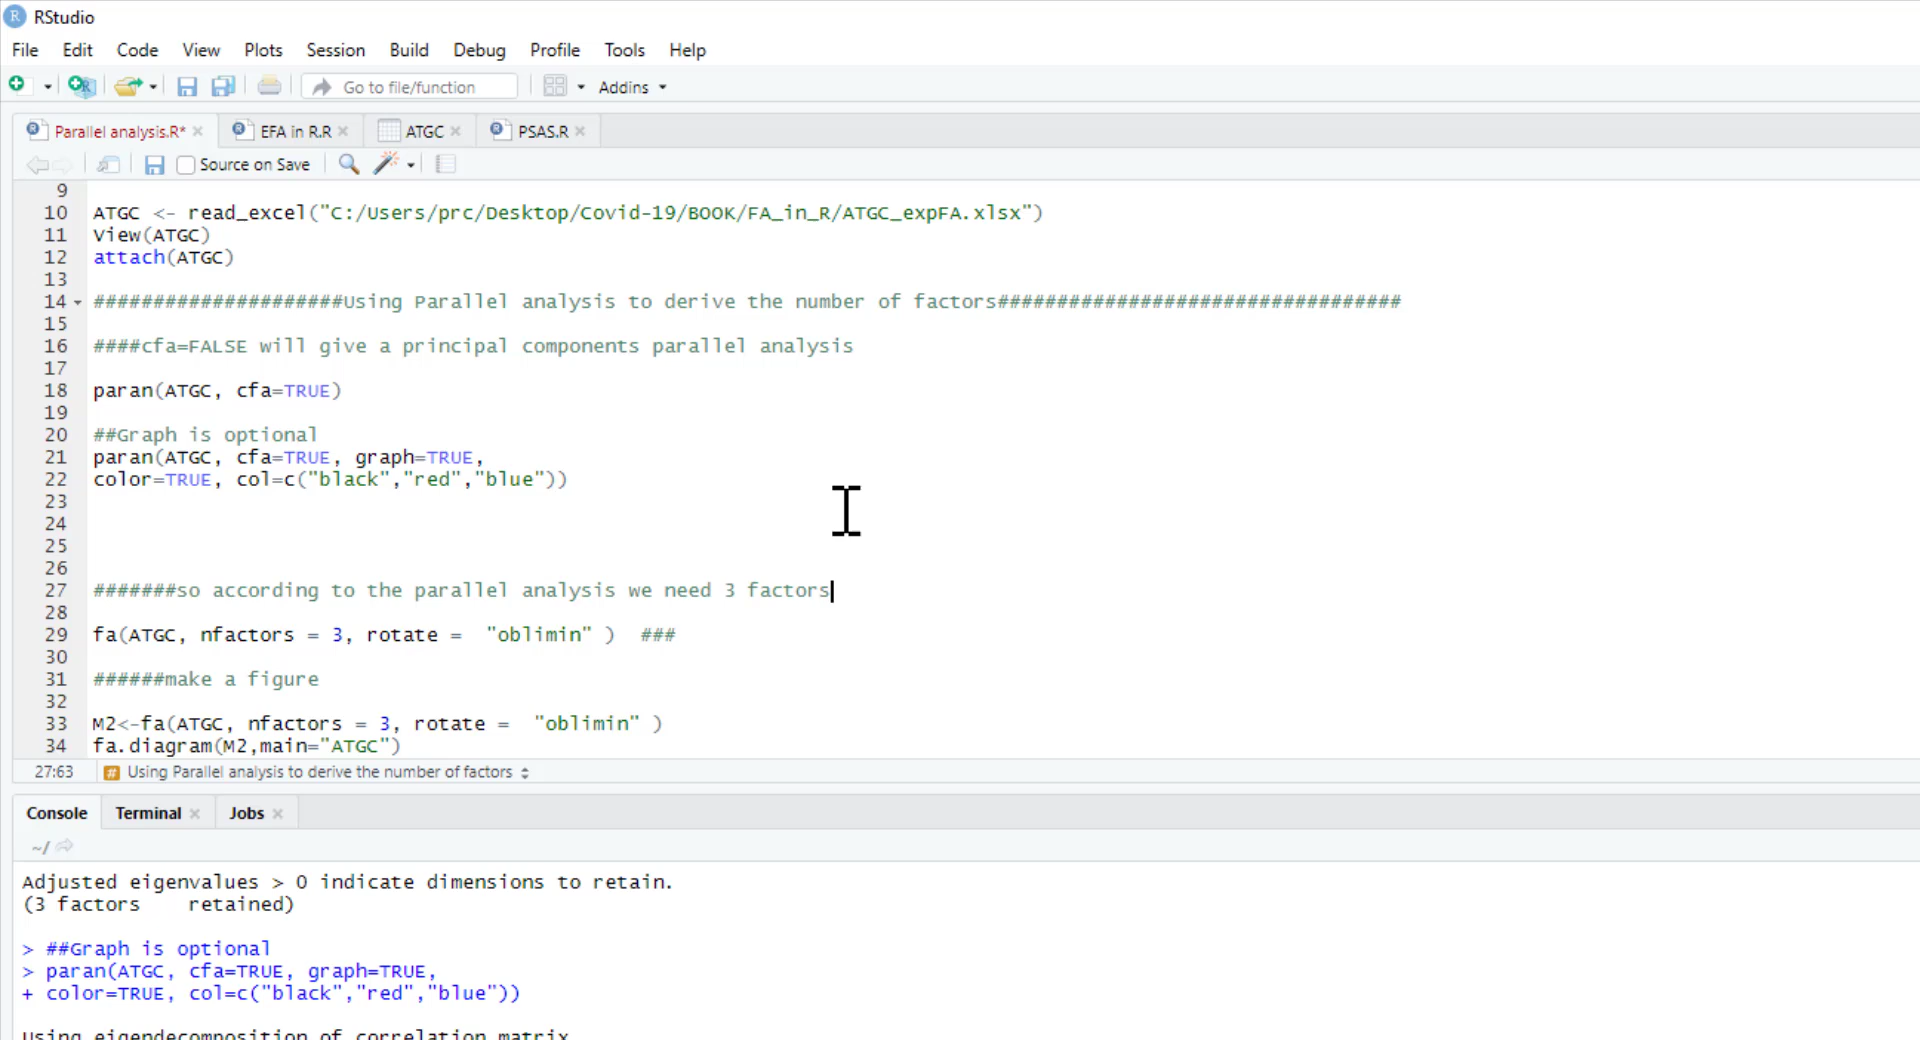 RStudio
File Edit Code View Plots Session Build Debug Profile Tools Help
Go to file/function Addins
Parallel analysis.R* EFA in R.R ATGC PSAS.R
Source on Save
9
10 ATGC <- read_excel("C:/Users/prc/Desktop/Covid-19/BOOK/FA_in_R/ATGC_expFA.xlsx")
11 View(ATGC)
12 attach(ATGC)
13
14 #####################Using Parallel analysis to derive the number of factors##################################
15
16 ####cfa=FALSE will give a principal components parallel analysis
17
18 paran(ATGC, cfa=TRUE)
19
20 ##Graph is optional
21 paran(ATGC, cfa=TRUE, graph=TRUE,
22 color=TRUE, col=c("black","red","blue"))
23
24
25
26
27 #######so according to the parallel analysis we need 3 factors
28
29 fa(ATGC, nfactors = 3, rotate =  "oblimin" )  ###
30
31 ######make a figure
32
33 M2<-fa(ATGC, nfactors = 3, rotate =  "oblimin" )
34 fa.diagram(M2,main="ATGC")
27:63 # Using Parallel analysis to derive the number of factors
Console Terminal Jobs
~/
Adjusted eigenvalues > 0 indicate dimensions to retain.
(3 factors    retained)
> ##Graph is optional
> paran(ATGC, cfa=TRUE, graph=TRUE,
+ color=TRUE, col=c("black","red","blue"))
Using eigendecomposition of correlation matrix.